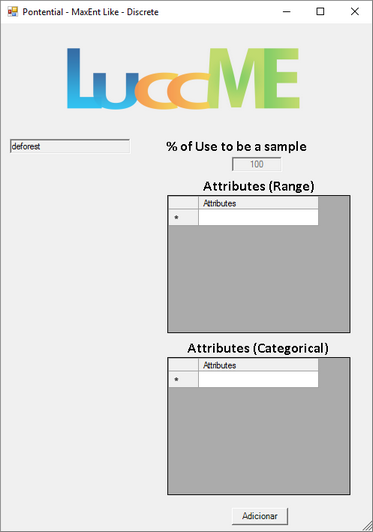 Pontential - MaxEnt Like - Discrete
LuccME
deforest
% of Use to be a sample
100
Attributes (Range)
Attributes
*
Attributes (Categorical)
Attributes
*
Adicionar